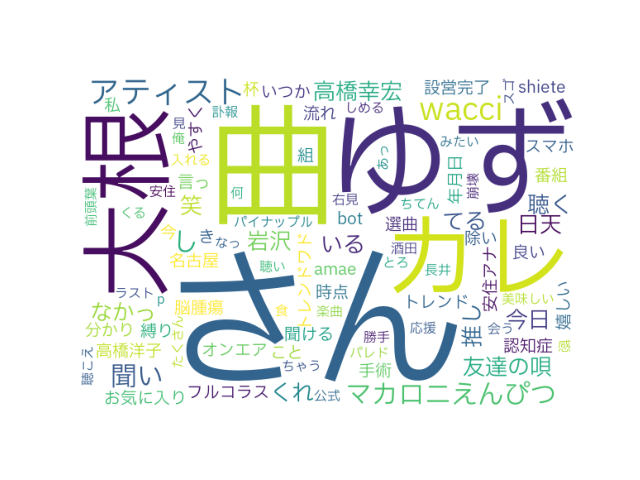 アティスト
杯
いつか
高橋幸宏
設営完了
スゴ
shiete
私
見
俺
やすく
訃報
流れ
しめる
wacci
みたい
スマホ
大根
曲
ゆず
入れる
組
あっ
年月日
崩壊
番組
前頭葉
安住
言っ
笑
何
右見
ちてん
聴く
くる
パイナップル
bot
選曲
てる
日天
今
し
き
なっ
岩沢
トレンドワド
いる
酒田
カレ
除い
安住アナ
良い
名古屋
さん
聴い
amae
とろ
長井
美味しい
嬉しい
ラスト
p
脳腫瘍
食
時点
楽曲
トレンド
推し
なかっ
たくさん
今日
分かり
縛り
聞ける
勝手
応援
会う
認知症
感
聴こえ
高橋洋子
オンエア
こと
バレド
聞い
ちゃう
手術
友達の唄
お気に入り
フルコラス
くれ
公式
マカロニえんぴつ